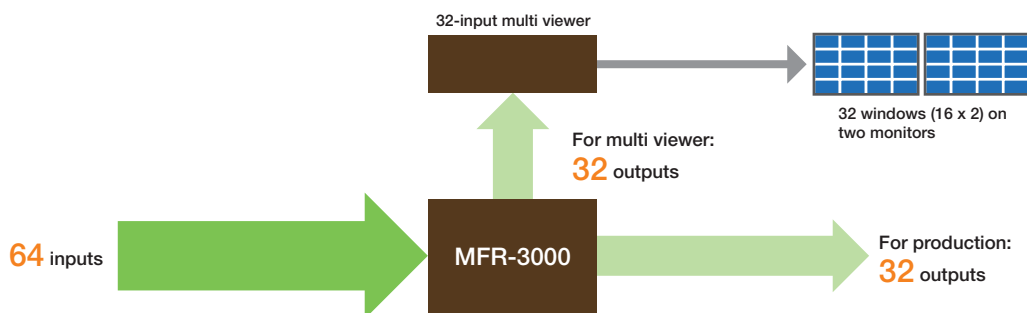 32-input multi viewer
32 windows (16 x 2) on
two monitors
For multi viewer:
32 outputs
64 inputs
MFR-3000
For production:
32 outputs